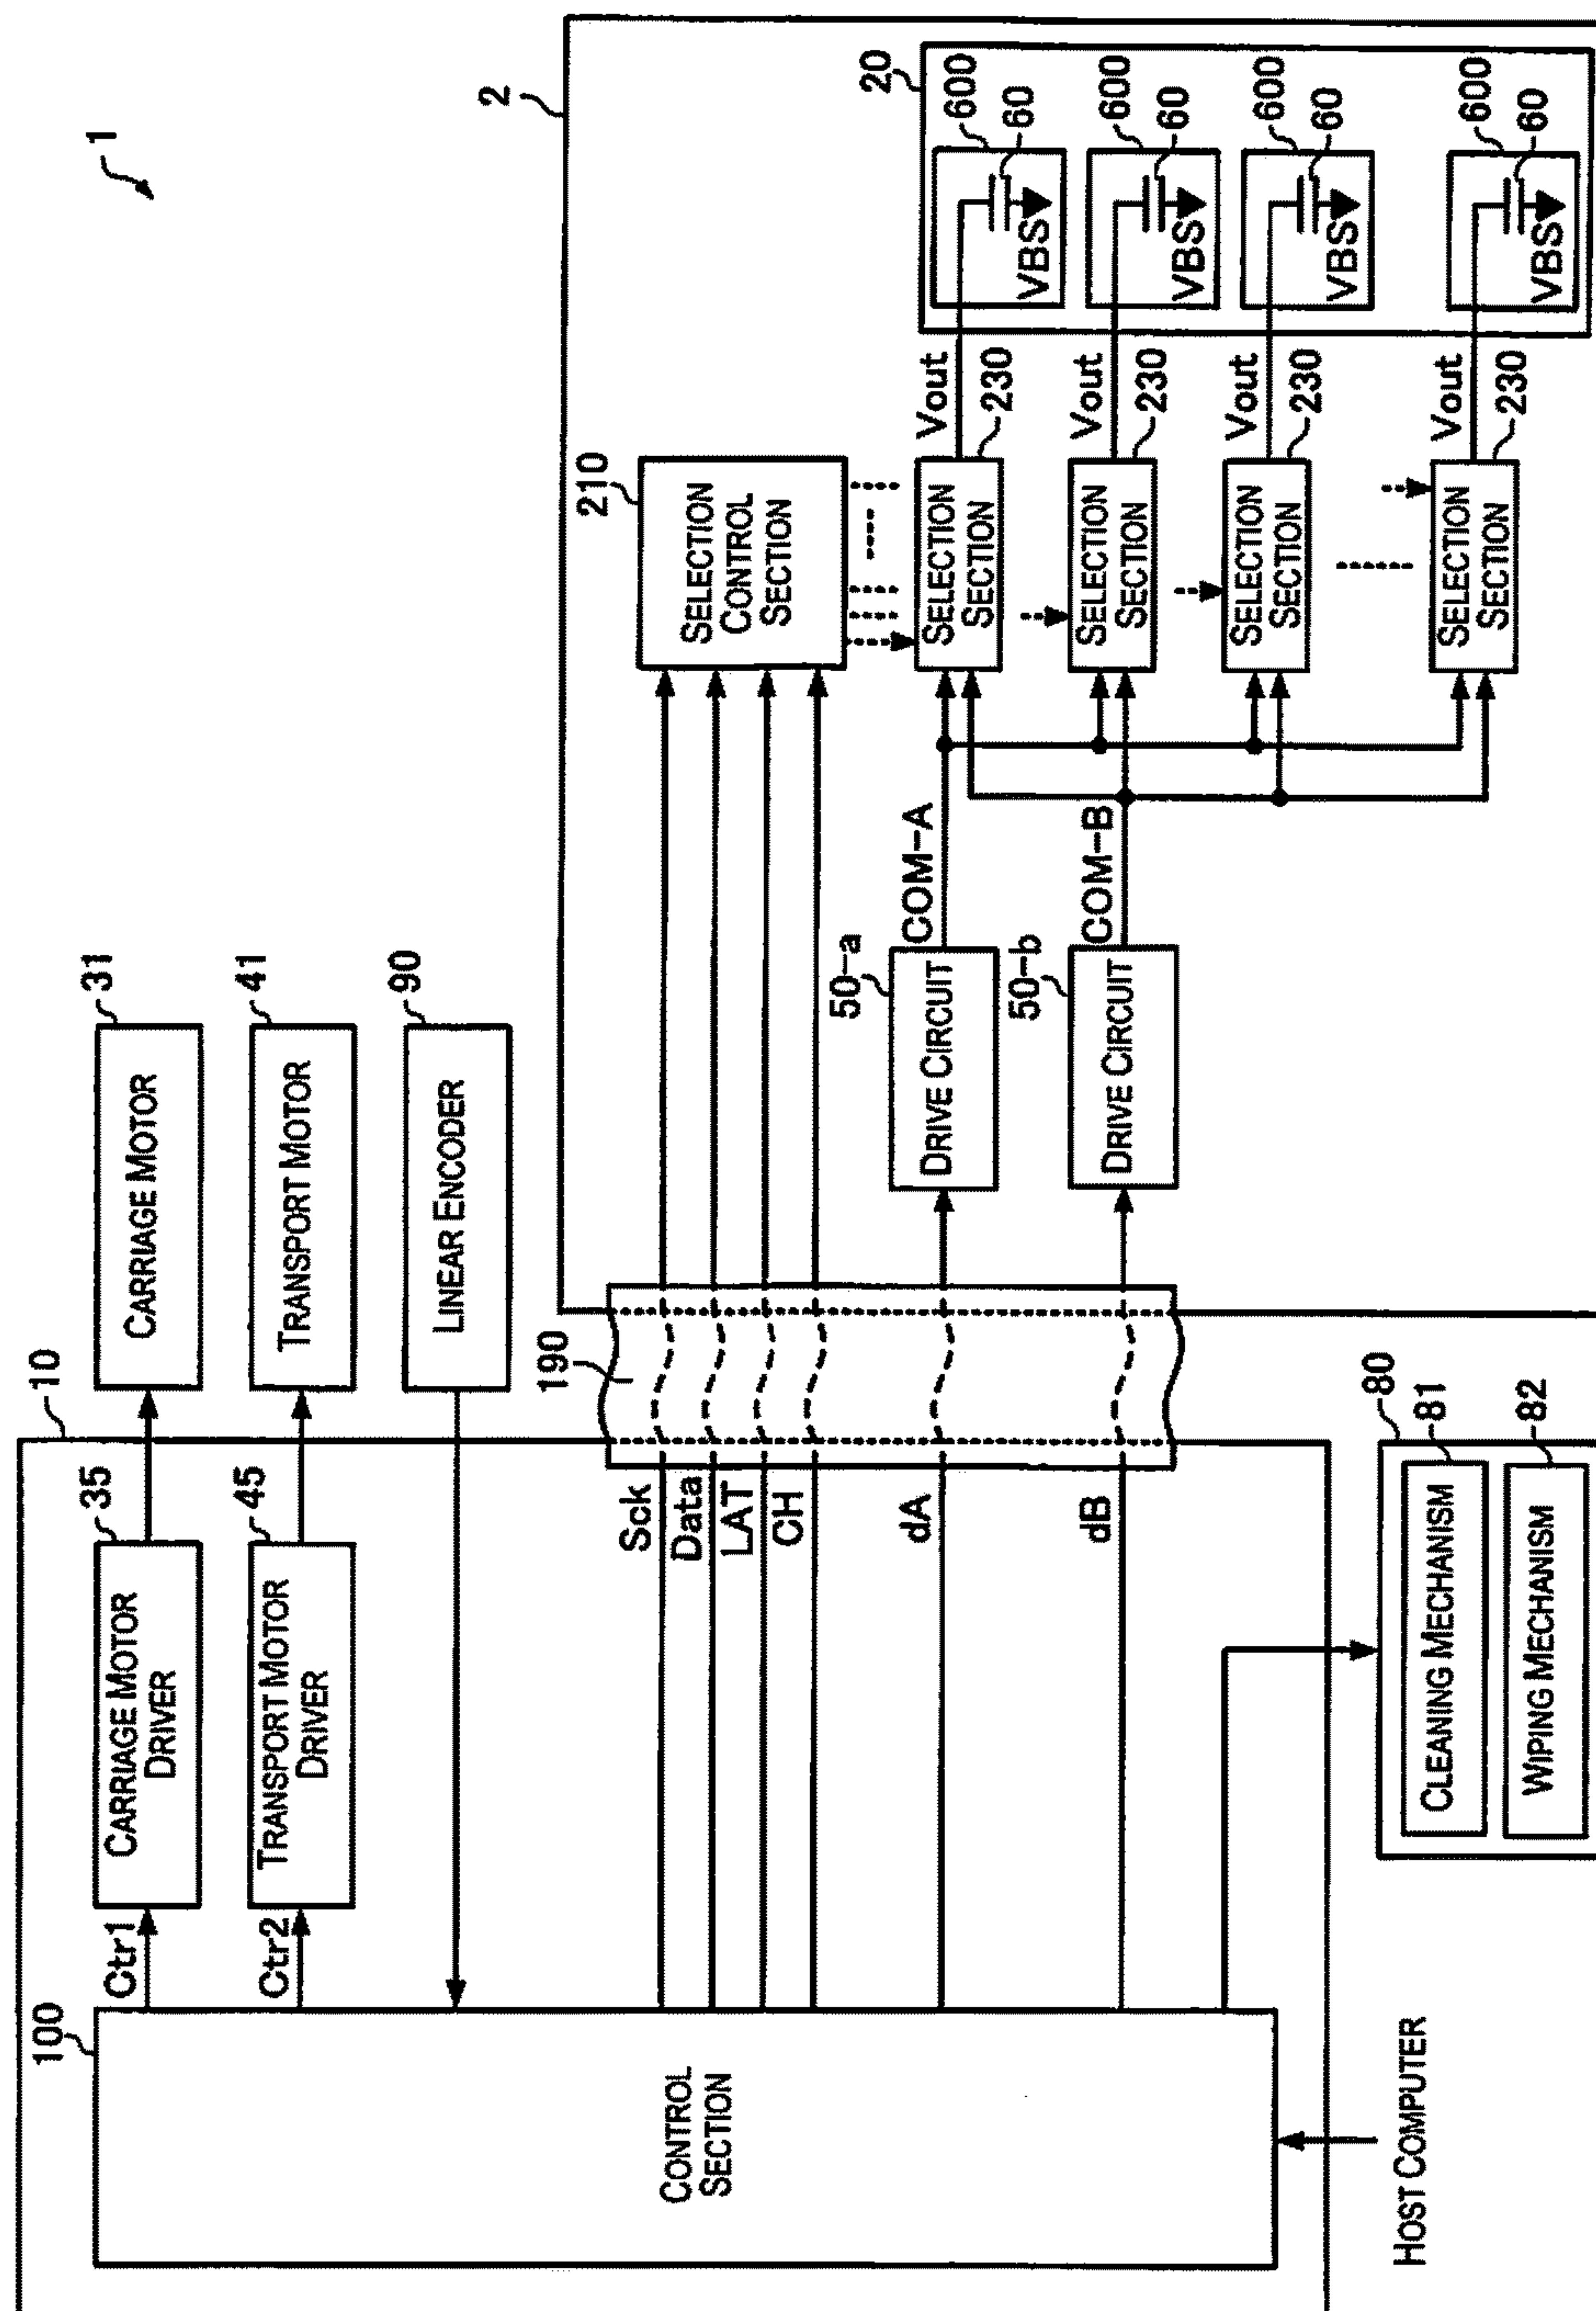 1
100
CONTROL
SECTION
HOST COMPUTER
10
Ctr1
35
CARRIAGE MOTOR
DRIVER
31
CARRIAGE MOTOR
Ctr2
45
TRANSPORT MOTOR
DRIVER
41
TRANSPORT MOTOR
90
LINEAR ENCODER
Sck
Data
LAT
CH
dA
dB
190
80
81
CLEANING MECHANISM
82
WIPING MECHANISM
2
210
SELECTION
CONTROL
SECTION
50-a
DRIVE CIRCUIT
COM-A
50-b
DRIVE CIRCUIT
COM-B
SELECTION
SECTION
Vout
230
SELECTION
SECTION
Vout
230
SELECTION
SECTION
Vout
230
SELECTION
SECTION
Vout
230
20
600
60
VBS
600
60
VBS
600
60
VBS
600
60
VBS